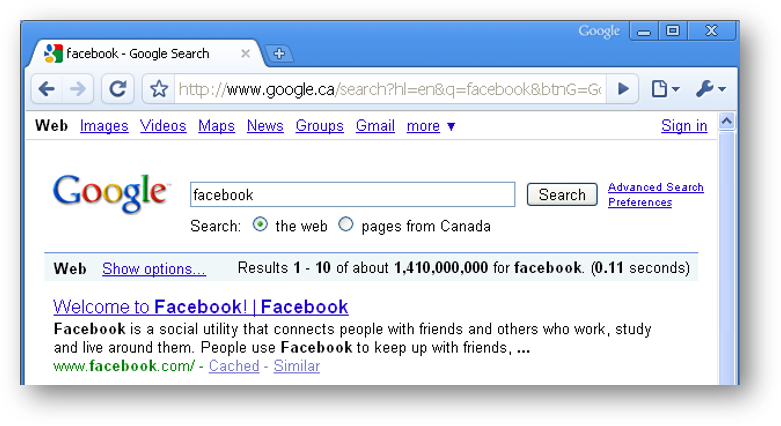 Google
facebook - Google Search
http://www.google.ca/search?hl=en&q=facebook&btnG=Go
Web Images Videos Maps News Groups Gmail more ▼ Sign in
Google™
facebook
Search
Advanced Search
Preferences
Search: the web pages from Canada
Web Show options... Results 1 - 10 of about 1,410,000,000 for facebook. (0.11 seconds)
Welcome to Facebook! | Facebook
Facebook is a social utility that connects people with friends and others who work, study
and live around them. People use Facebook to keep up with friends, ...
www.facebook.com/ - Cached - Similar